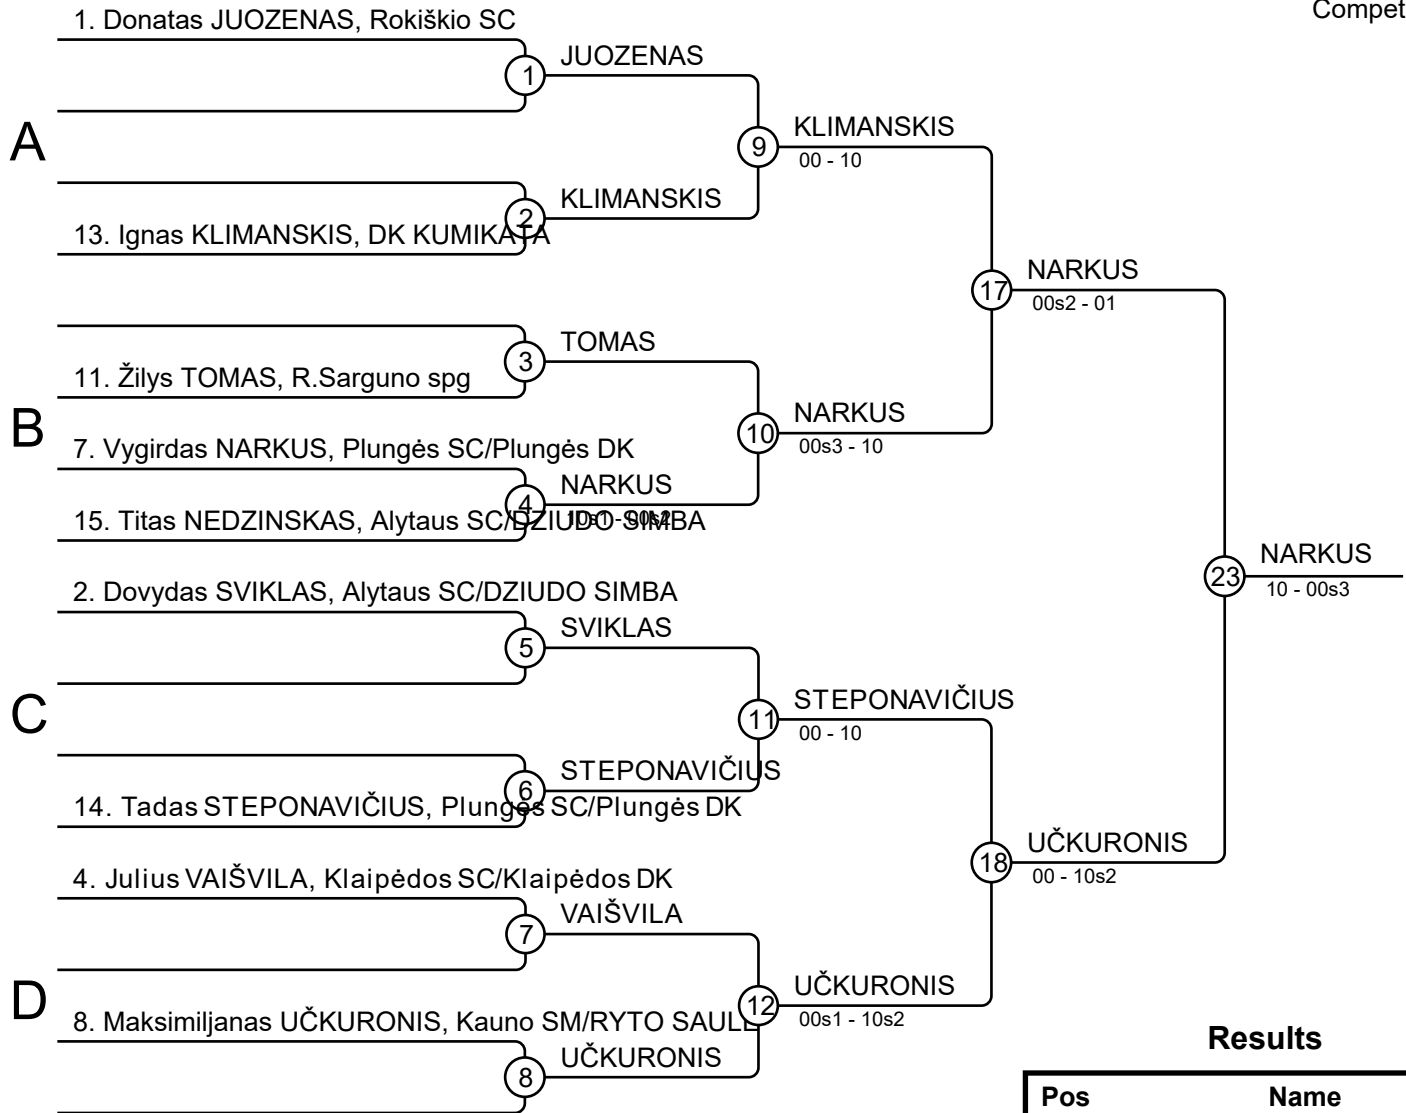 Compet
1. Donatas JUOZENAS, Rokiškio SC
1
JUOZENAS
A
9
KLIMANSKIS
00 - 10
2
KLIMANSKIS
13. Ignas KLIMANSKIS, DK KUMIKATA
17
NARKUS
00s2 - 01
3
TOMAS
11. Žilys TOMAS, R.Sarguno spg
B
10
NARKUS
00s3 - 10
7. Vygirdas NARKUS, Plungės SC/Plungės DK
4
NARKUS
10s1 - 00s2
15. Titas NEDZINSKAS, Alytaus SC/DZIUDO SIMBA
23
NARKUS
10 - 00s3
2. Dovydas SVIKLAS, Alytaus SC/DZIUDO SIMBA
5
SVIKLAS
C
11
STEPONAVIČIUS
00 - 10
6
STEPONAVIČIUS
14. Tadas STEPONAVIČIUS, Plungės SC/Plungės DK
18
UČKURONIS
00 - 10s2
4. Julius VAIŠVILA, Klaipėdos SC/Klaipėdos DK
7
VAIŠVILA
D
12
UČKURONIS
00s1 - 10s2
8. Maksimiljanas UČKURONIS, Kauno SM/RYTO SAULĖ
8
UČKURONIS
Results
Pos Name